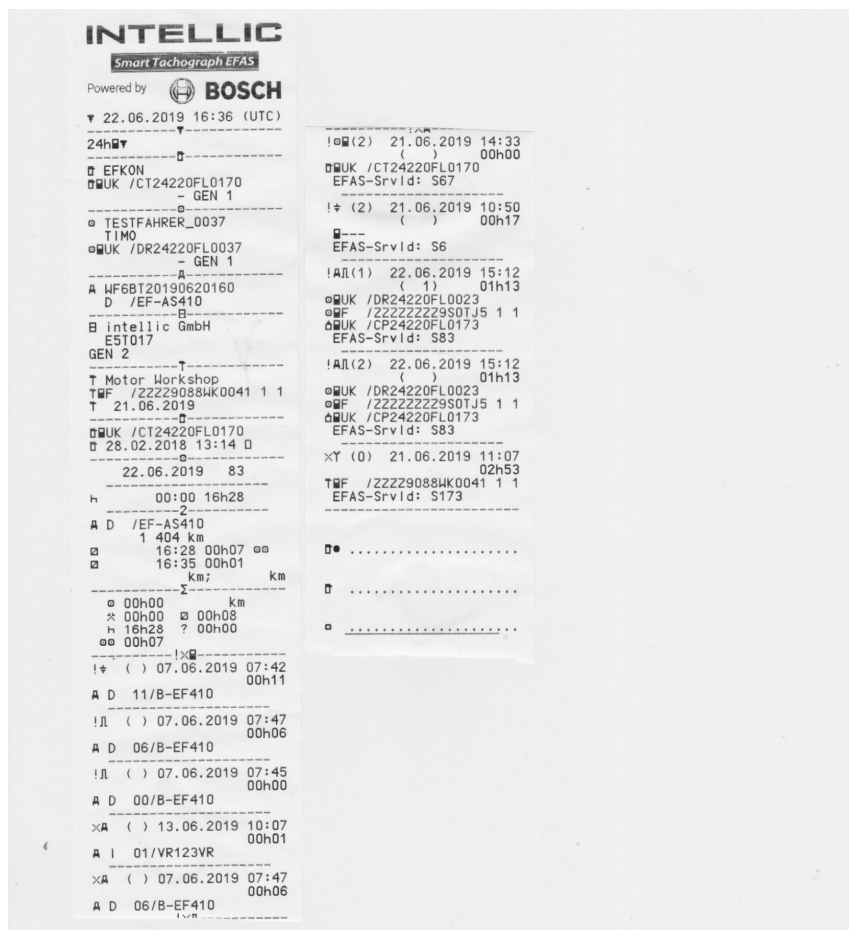 INTELLIC
Smart Tachograph EFAS
Powered by BOSCH
▼ 22.06.2019 16:36 (UTC)
24h▼
EFKON
UK /CT24220FL0170
- GEN 1
TESTFAHRER_0037
TIMO
UK /DR24220FL0037
- GEN 1
A
A WF6BT20190620160
D /EF-AS410
B
B intellic GmbH
E5T017
GEN 2
T
T Motor Workshop
T F /ZZZZ9088WK0041 1 1
T 21.06.2019
UK /CT24220FL0170
28.02.2018 13:14
22.06.2019 83
h 00:00 16h28
2
A D /EF-AS410
1 404 km
16:28 00h07
16:35 00h01
km; km
Σ
00h00 km
00h00 00h08
h 16h28 ? 00h00
00h07
!×
!÷ ( ) 07.06.2019 07:42
00h11
A D 11/B-EF410
! ( ) 07.06.2019 07:47
00h06
A D 06/B-EF410
! ( ) 07.06.2019 07:45
00h00
A D 00/B-EF410
×A ( ) 13.06.2019 10:07
00h01
A I 01/VR123VR
×A ( ) 07.06.2019 07:47
00h06
A D 06/B-EF410
!×A
! (2) 21.06.2019 14:33
( ) 00h00
UK /CT24220FL0170
EFAS-SrvId: S67
!÷ (2) 21.06.2019 10:50
( ) 00h17
---
EFAS-SrvId: S6
!A (1) 22.06.2019 15:12
( 1) 01h13
UK /DR24220FL0023
F /ZZZZZZZZ9S0TJ5 1 1
UK /CP24220FL0173
EFAS-SrvId: S83
!A (2) 22.06.2019 15:12
( ) 01h13
UK /DR24220FL0023
F /ZZZZZZZZ9S0TJ5 1 1
UK /CP24220FL0173
EFAS-SrvId: S83
×Y (0) 21.06.2019 11:07
02h53
T F /ZZZZ9088WK0041 1 1
EFAS-SrvId: S173